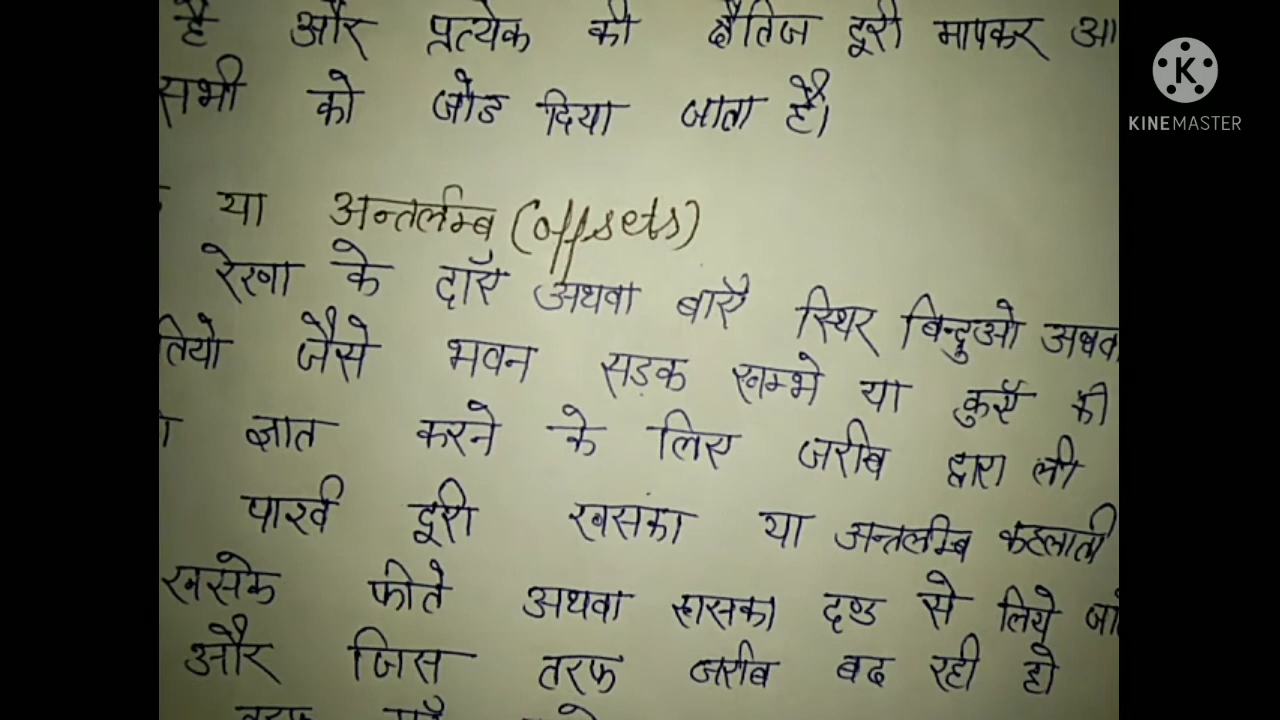 है और प्रत्येक की क्षैतिज दूरी मापकर आ
सभी को जोड दिया जाता है।
या अन्तर्लम्ब (offsets)
रेखा के दाॅए अथवा बाऐ स्थिर बिन्दुओ अथवा
तियो जैसे भवन सड़क खम्भे या कुएॅ की
ज्ञात करने के लिए जरीब द्वारा ली
पार्श्व दूरी खसका या अन्तर्लम्ब कहलाती
खसके फीते अथवा खसका दण्ड से लिये जाते
और जिस तरफ जरीब बढ रही हो
K
KINEMASTER